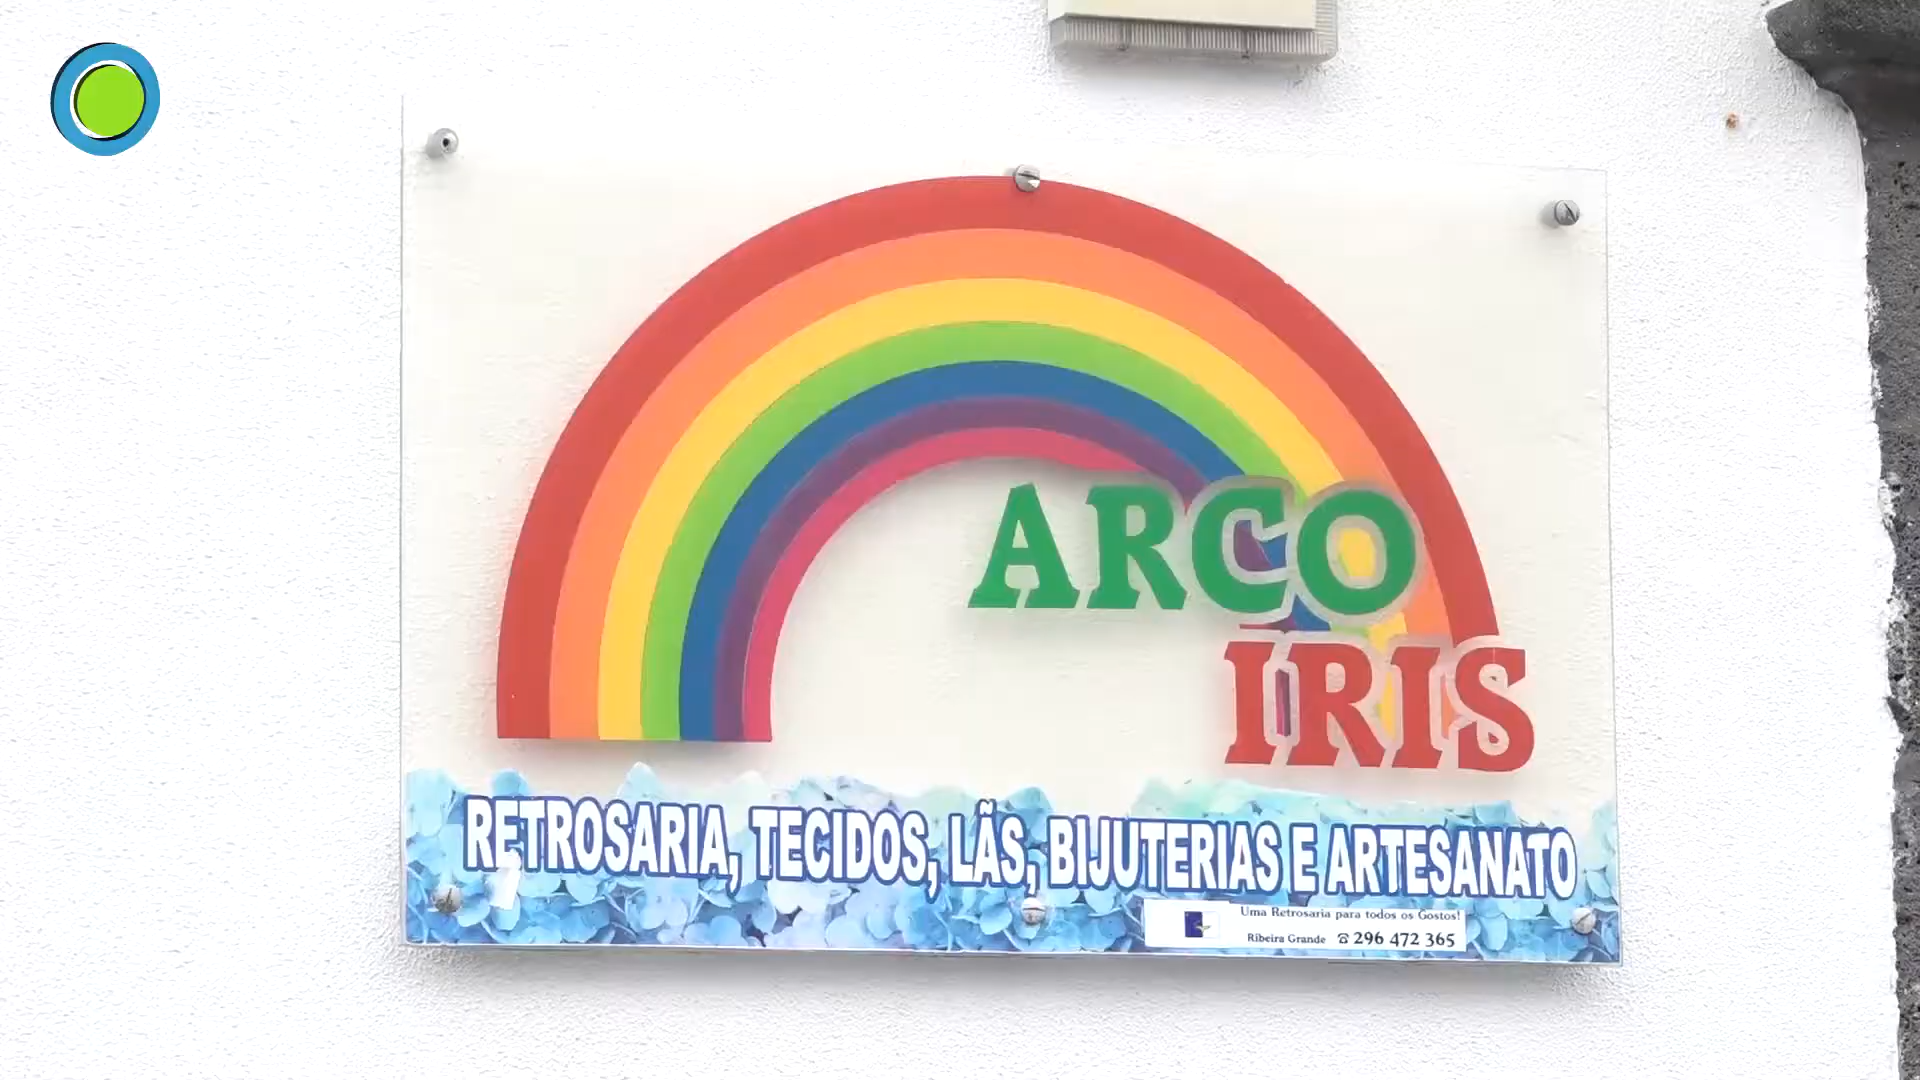 ARCO
IRIS
RETROSARIA, TECIDOS, LÃS, BIJUTERIAS E ARTESANATO
Uma Retrosaria para todos os Gostos!
Ribeira Grande ☎ 296 472 365